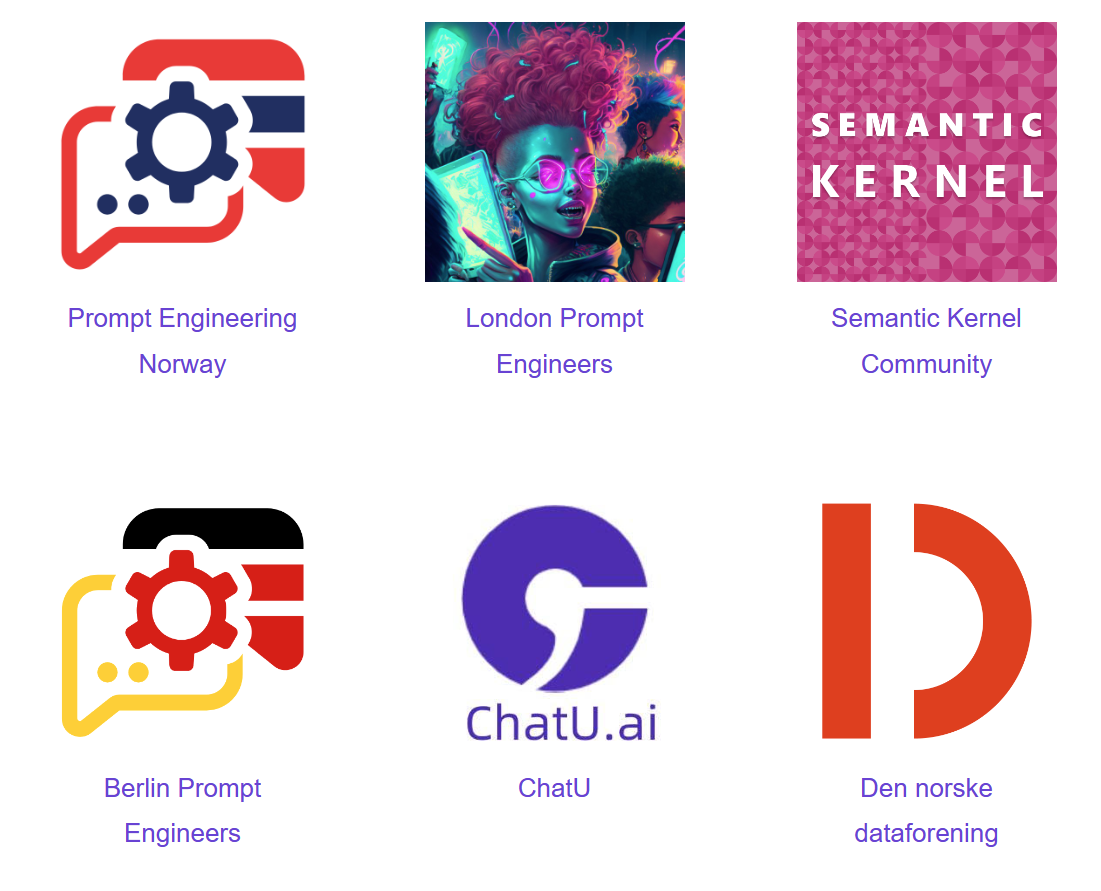 SEMANTIC
KERNEL
Prompt Engineering
Norway
London Prompt
Engineers
Semantic Kernel
Community
ChatU.ai
Berlin Prompt
Engineers
ChatU
Den norske
dataforening